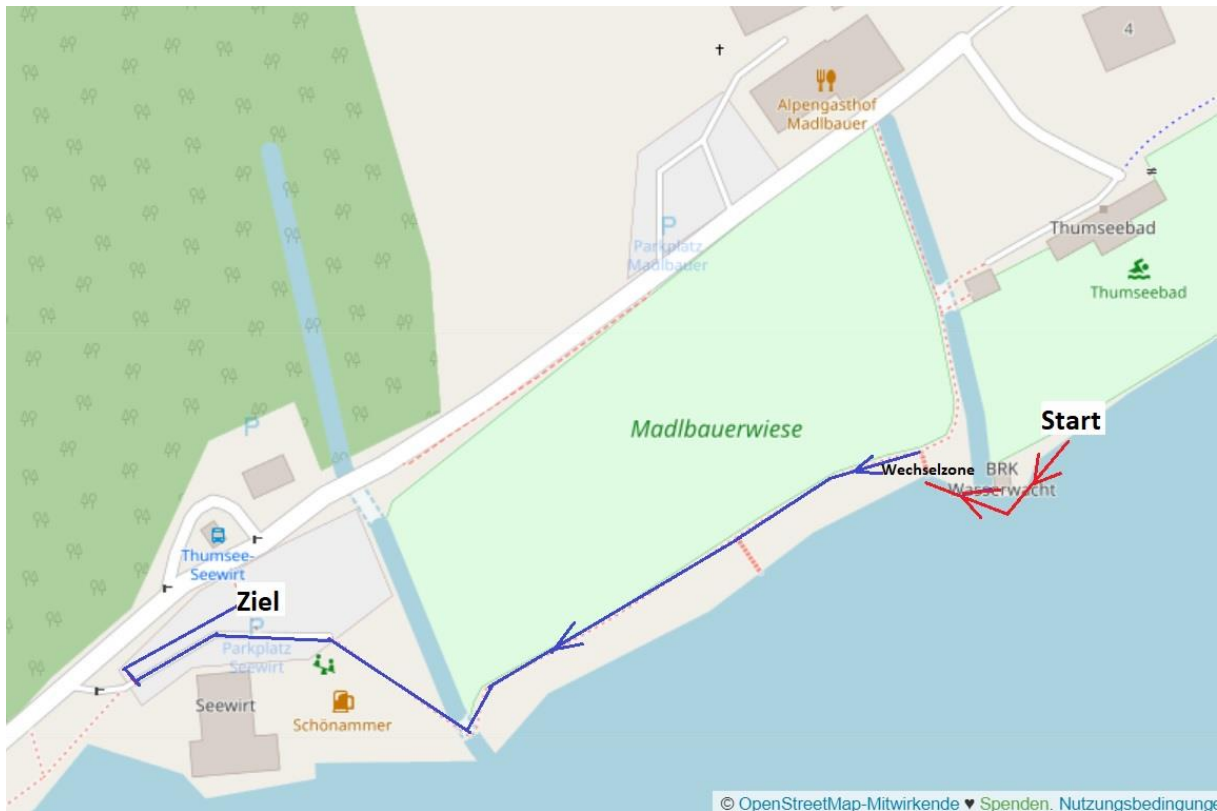 4
Alpengasthof
Madlbauer
P
Parkplatz
Madlbauer
Thumseebad
Thumseebad
Madlbauerwiese
Start
Wechselzone
BRK
Wasserwacht
P
Thumsee-
Seewirt
Ziel
P
Parkplatz
Seewirt
Seewirt
Schönammer
© OpenStreetMap-Mitwirkende ♥ Spenden. Nutzungsbedingunge